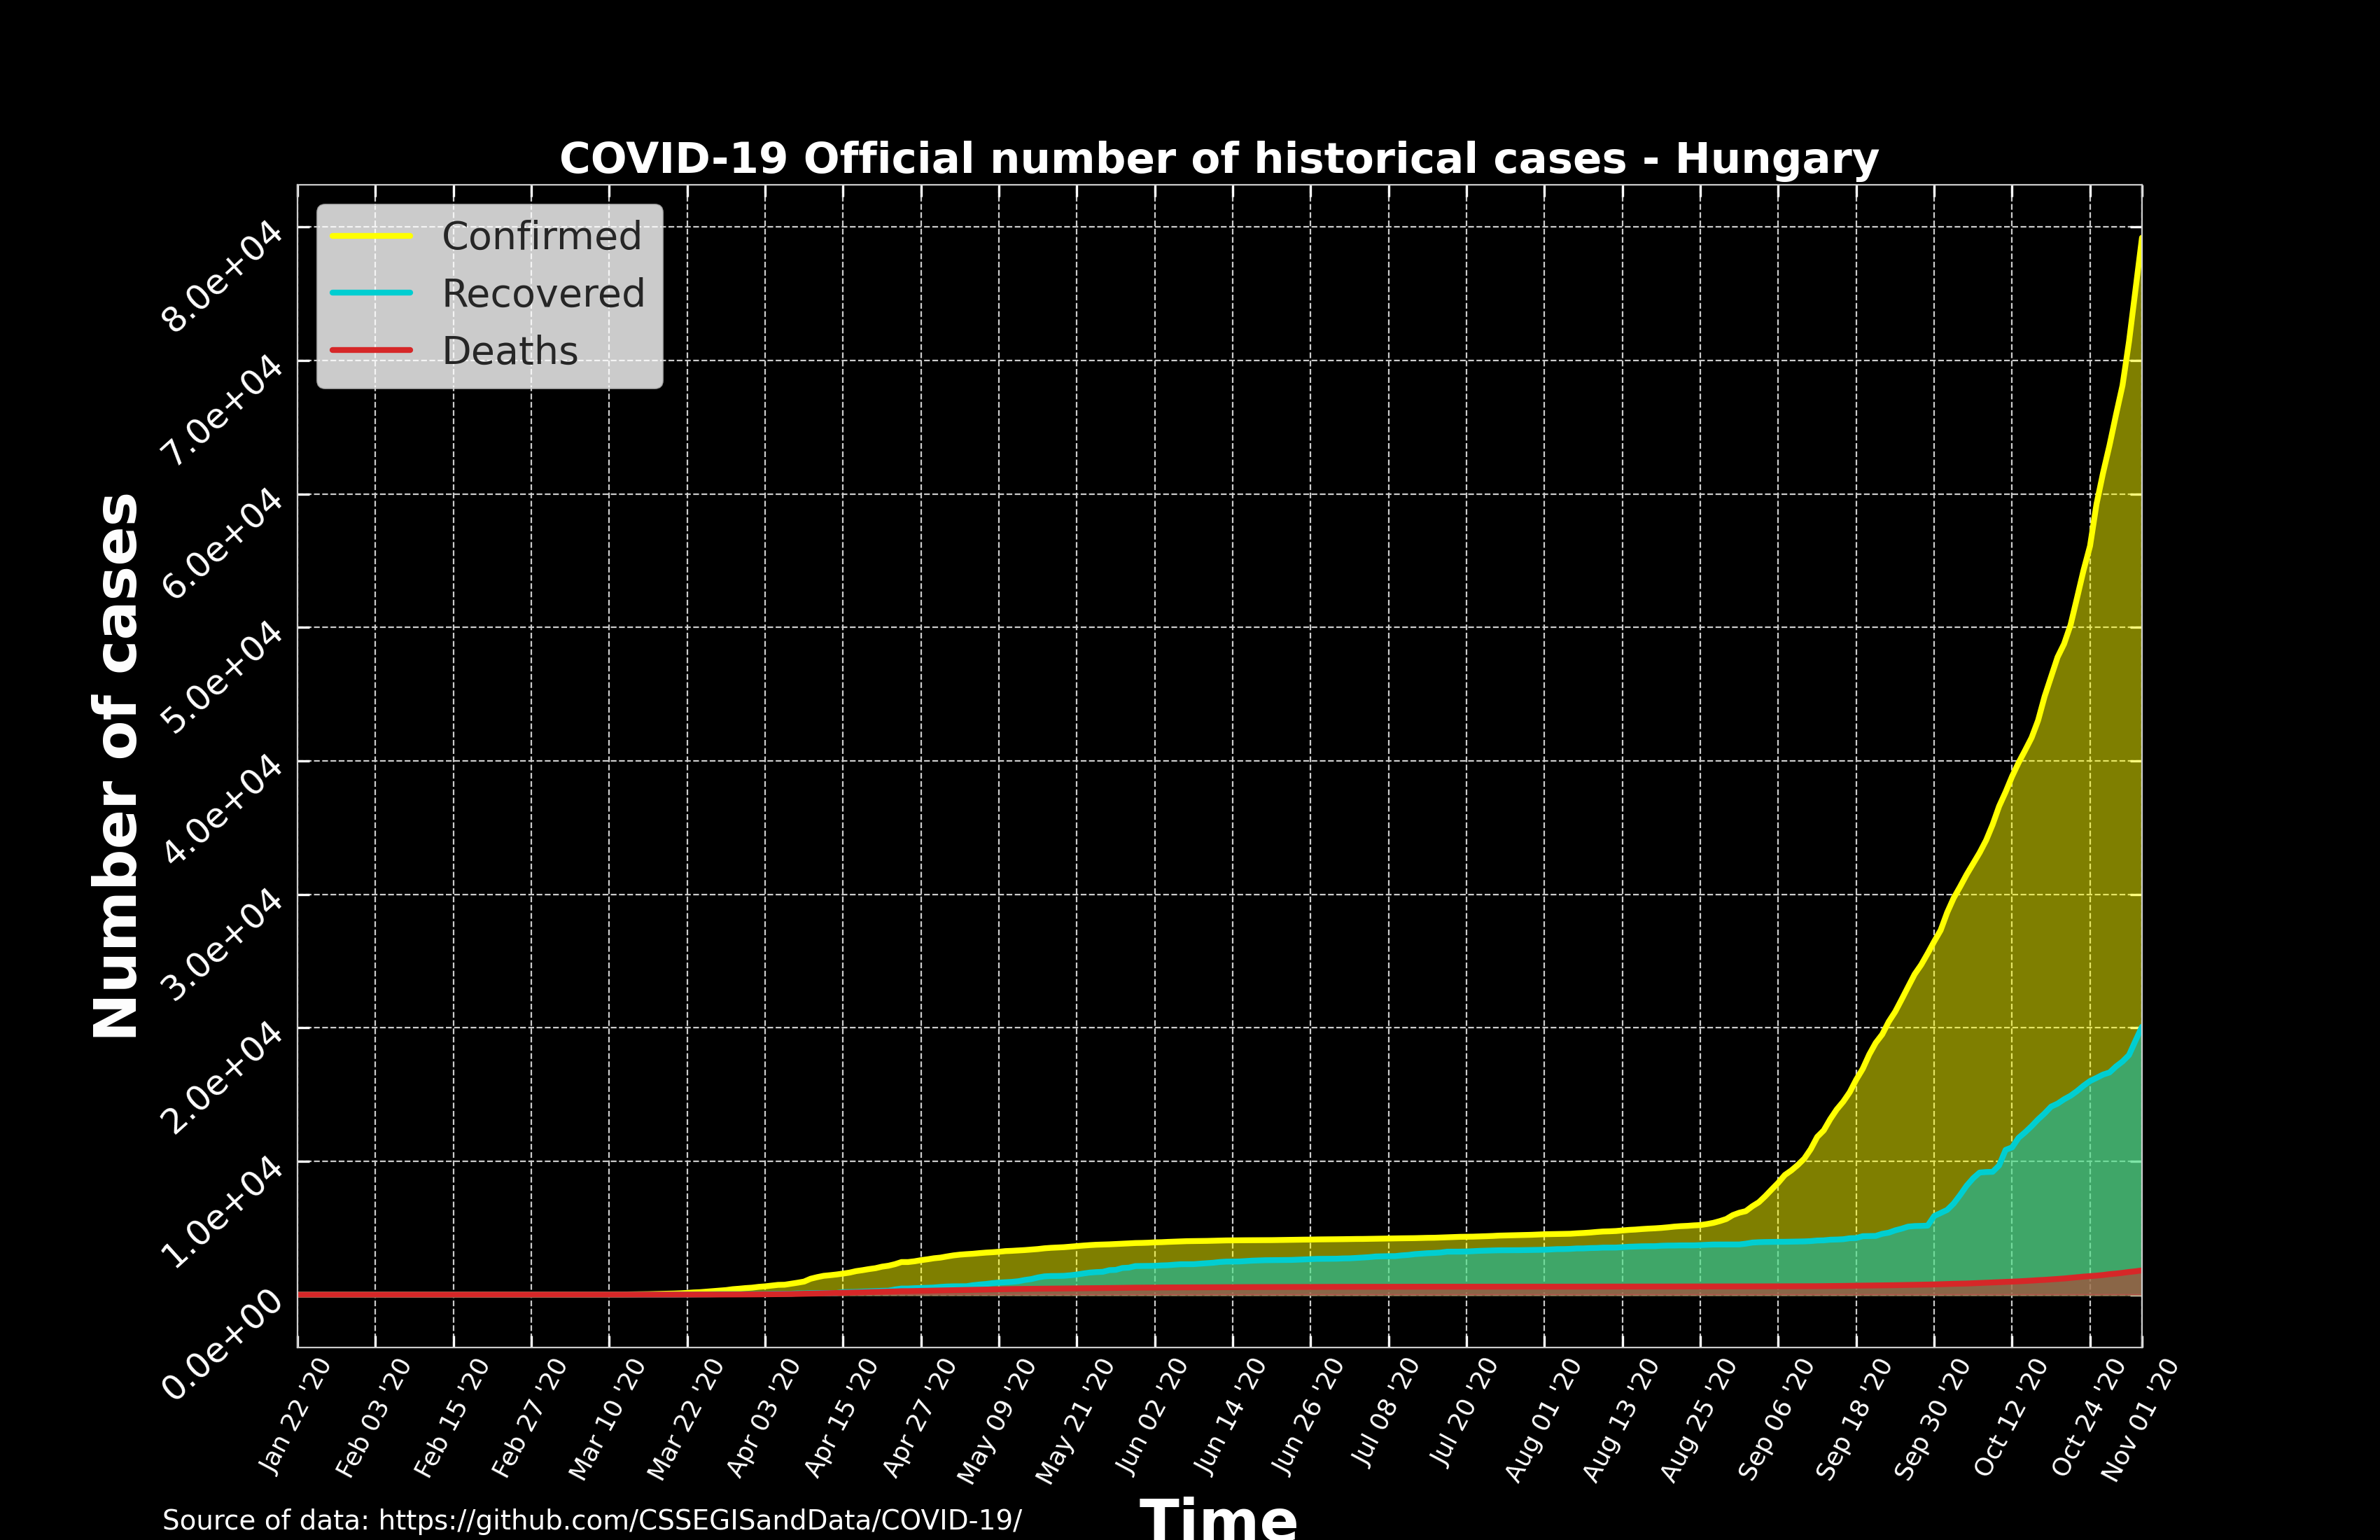 COVID-19 Official number of historical cases - Hungary
Confirmed
Recovered
Deaths
Number of cases
8.0e+04
7.0e+04
6.0e+04
5.0e+04
4.0e+04
3.0e+04
2.0e+04
1.0e+04
0.0e+00
Jan 22 '20
Feb 03 '20
Feb 15 '20
Feb 27 '20
Mar 10 '20
Mar 22 '20
Apr 03 '20
Apr 15 '20
Apr 27 '20
May 09 '20
May 21 '20
Jun 02 '20
Jun 14 '20
Jun 26 '20
Jul 08 '20
Jul 20 '20
Aug 01 '20
Aug 13 '20
Aug 25 '20
Sep 06 '20
Sep 18 '20
Sep 30 '20
Oct 12 '20
Oct 24 '20
Nov 01 '20
Time
Source of data: https://github.com/CSSEGISandData/COVID-19/